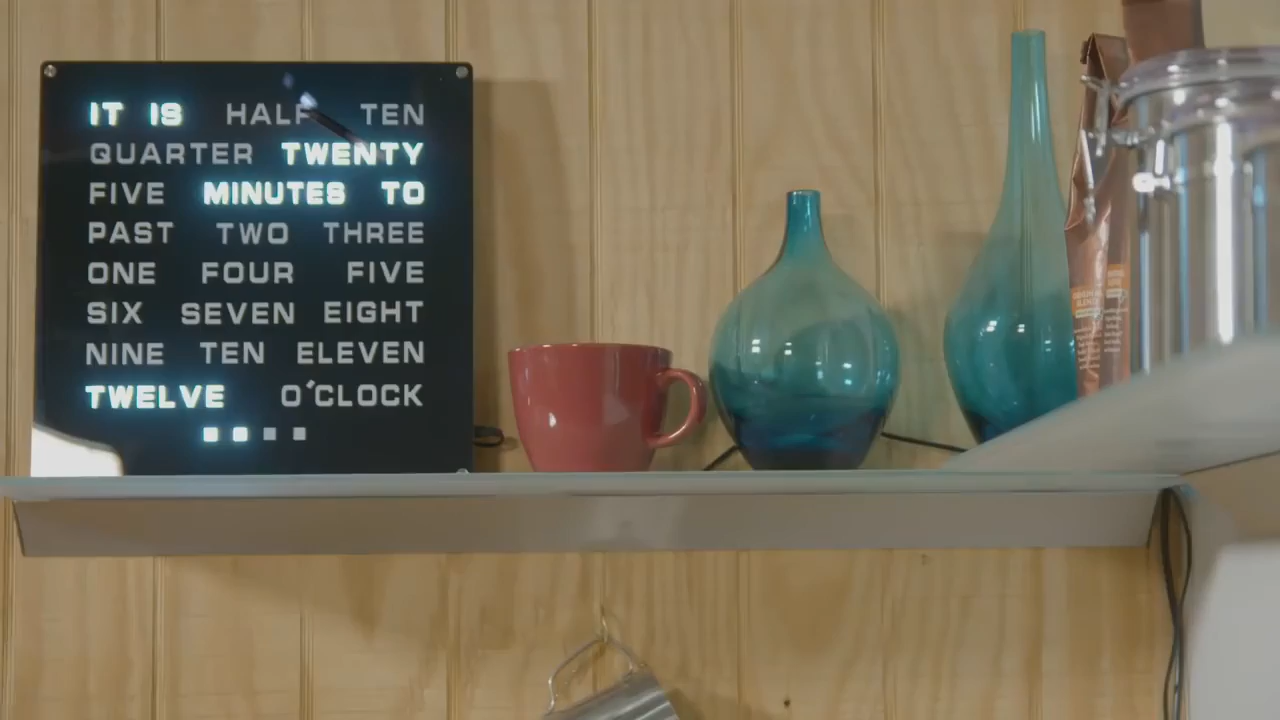 IT IS HALF TEN
QUARTER TWENTY
FIVE MINUTES TO
PAST TWO THREE
ONE FOUR FIVE
SIX SEVEN EIGHT
NINE TEN ELEVEN
TWELVE O'CLOCK